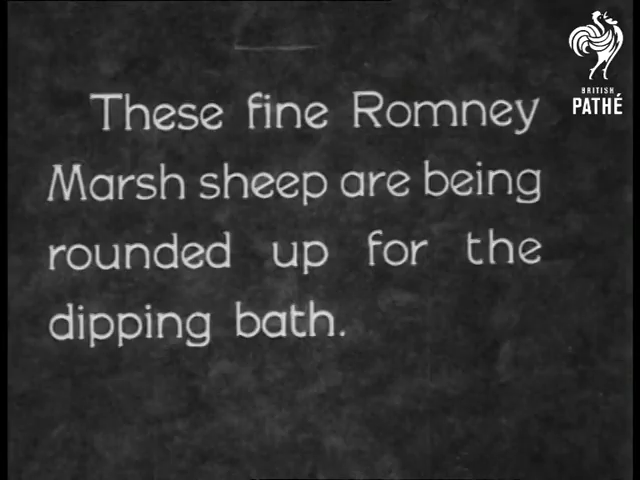 BRITISH
PATHÉ
These fine Romney
Marsh sheep are being
rounded up for the
dipping bath.